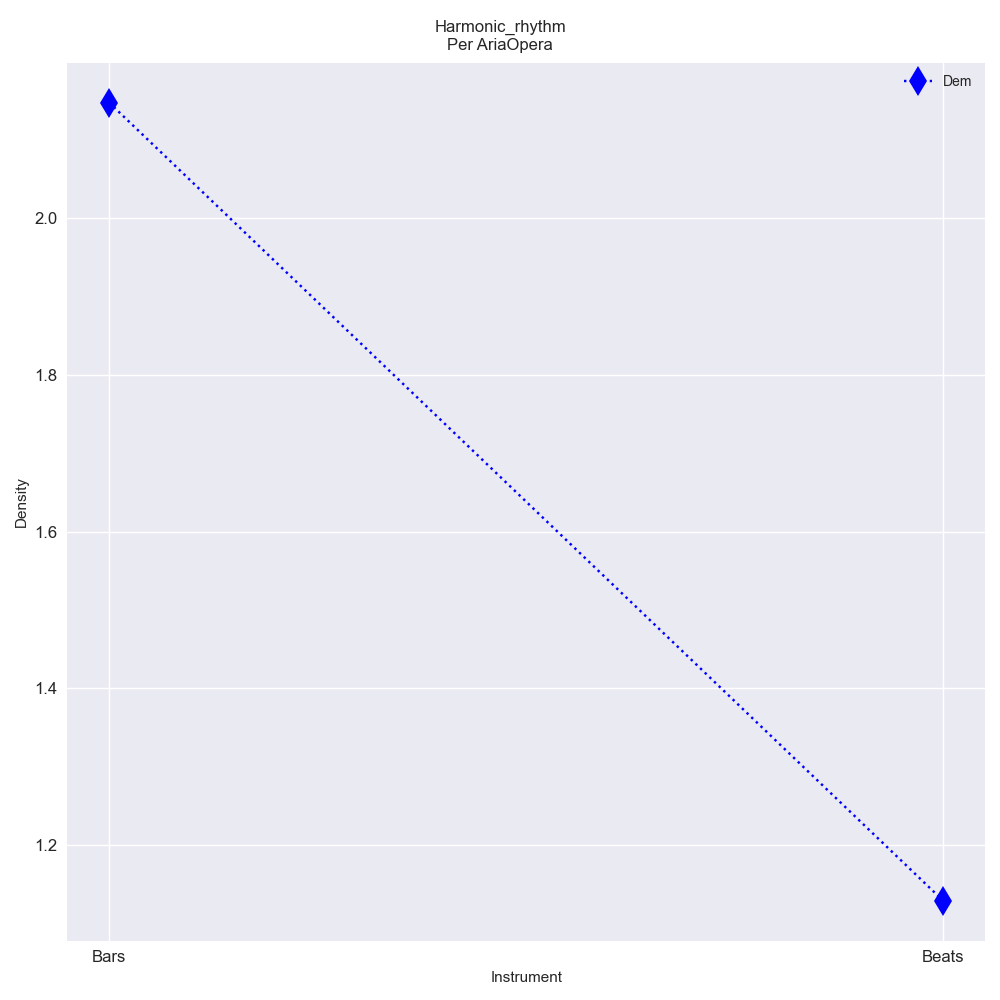 Harmonic_rhythm
Per AriaOpera
Dem
Density
2.0
1.8
1.6
1.4
1.2
Bars
Beats
Instrument